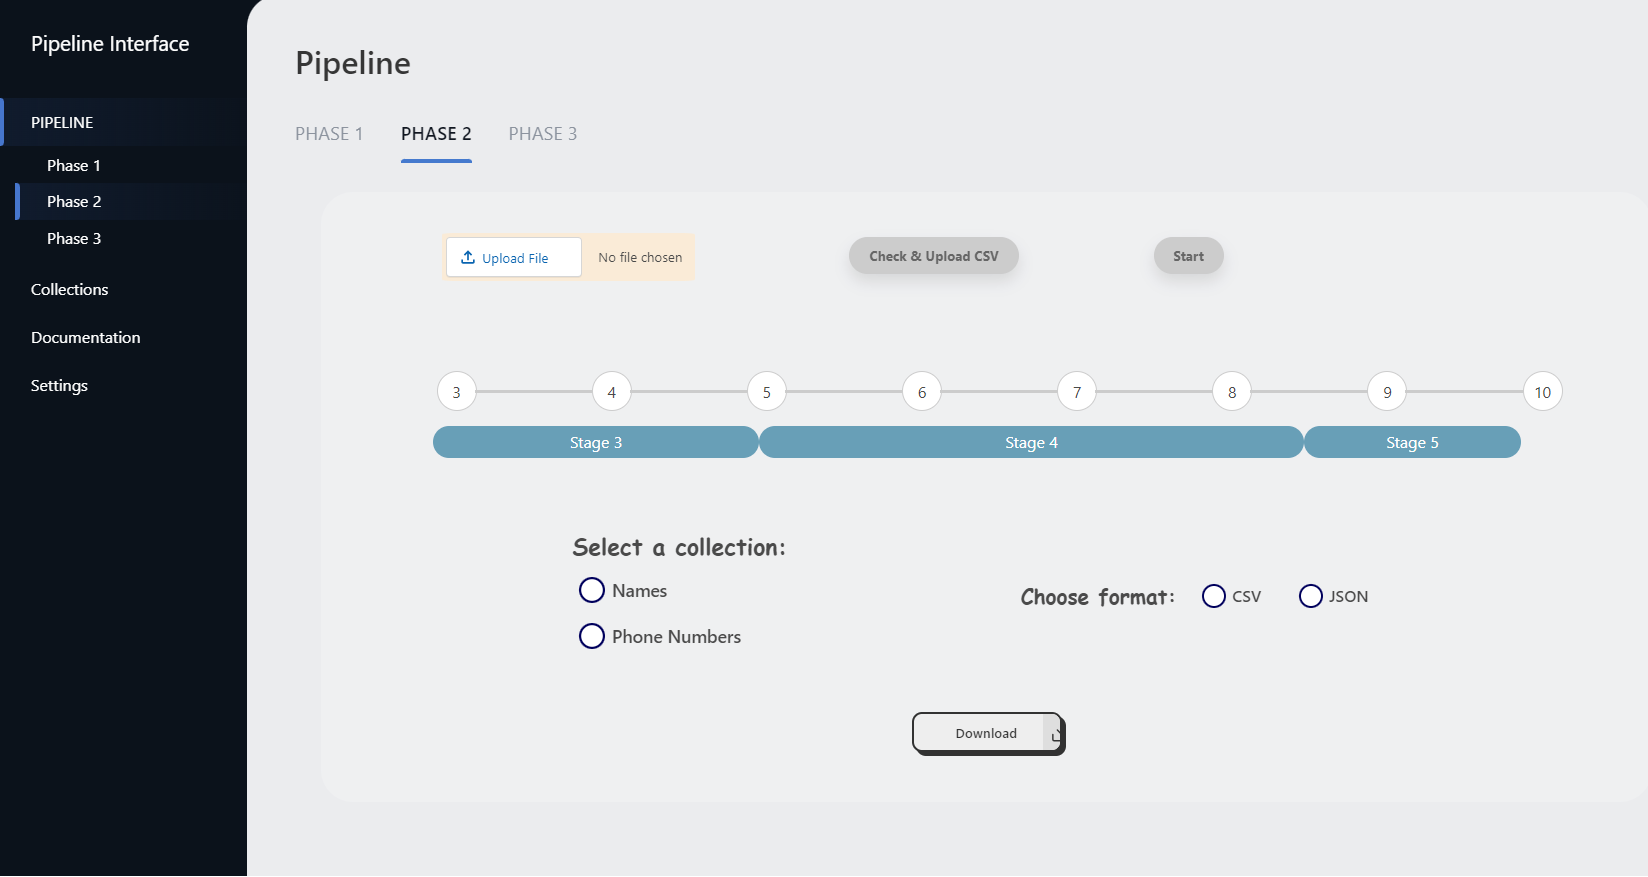 Pipeline Interface
PIPELINE
Phase 1
Phase 2
Phase 3
Collections
Documentation
Settings
Pipeline
PHASE 1 PHASE 2 PHASE 3
Upload File No file chosen Check & Upload CSV Start
3 4 5 6 7 8 9 10
Stage 3 Stage 4 Stage 5
Select a collection:
Names
Phone Numbers
Choose format: CSV JSON
Download